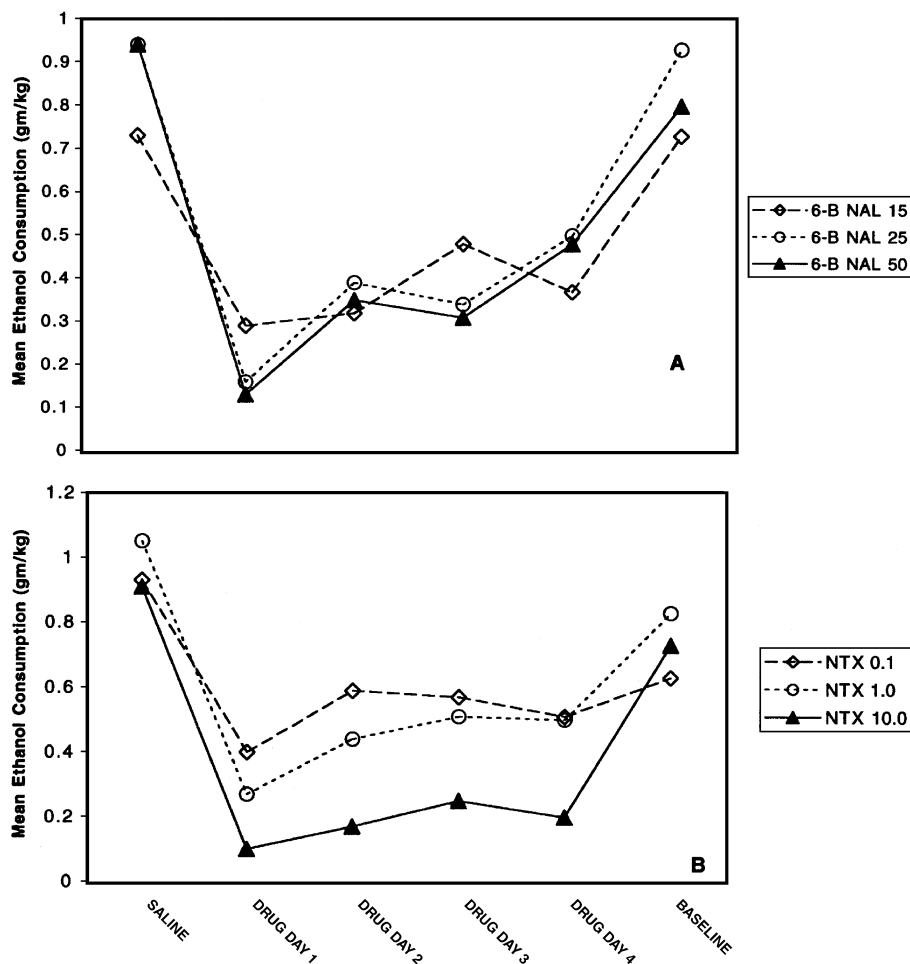 Mean Ethanol Consumption (gm/kg)
1
0.9
0.8
0.7
0.6
0.5
0.4
0.3
0.2
0.1
0
A
6-B NAL 15
6-B NAL 25
6-B NAL 50
Mean Ethanol Consumption (gm/kg)
1.2
1
0.8
0.6
0.4
0.2
0
B
NTX 0.1
NTX 1.0
NTX 10.0
SALINE
DRUG DAY 1
DRUG DAY 2
DRUG DAY 3
DRUG DAY 4
BASELINE